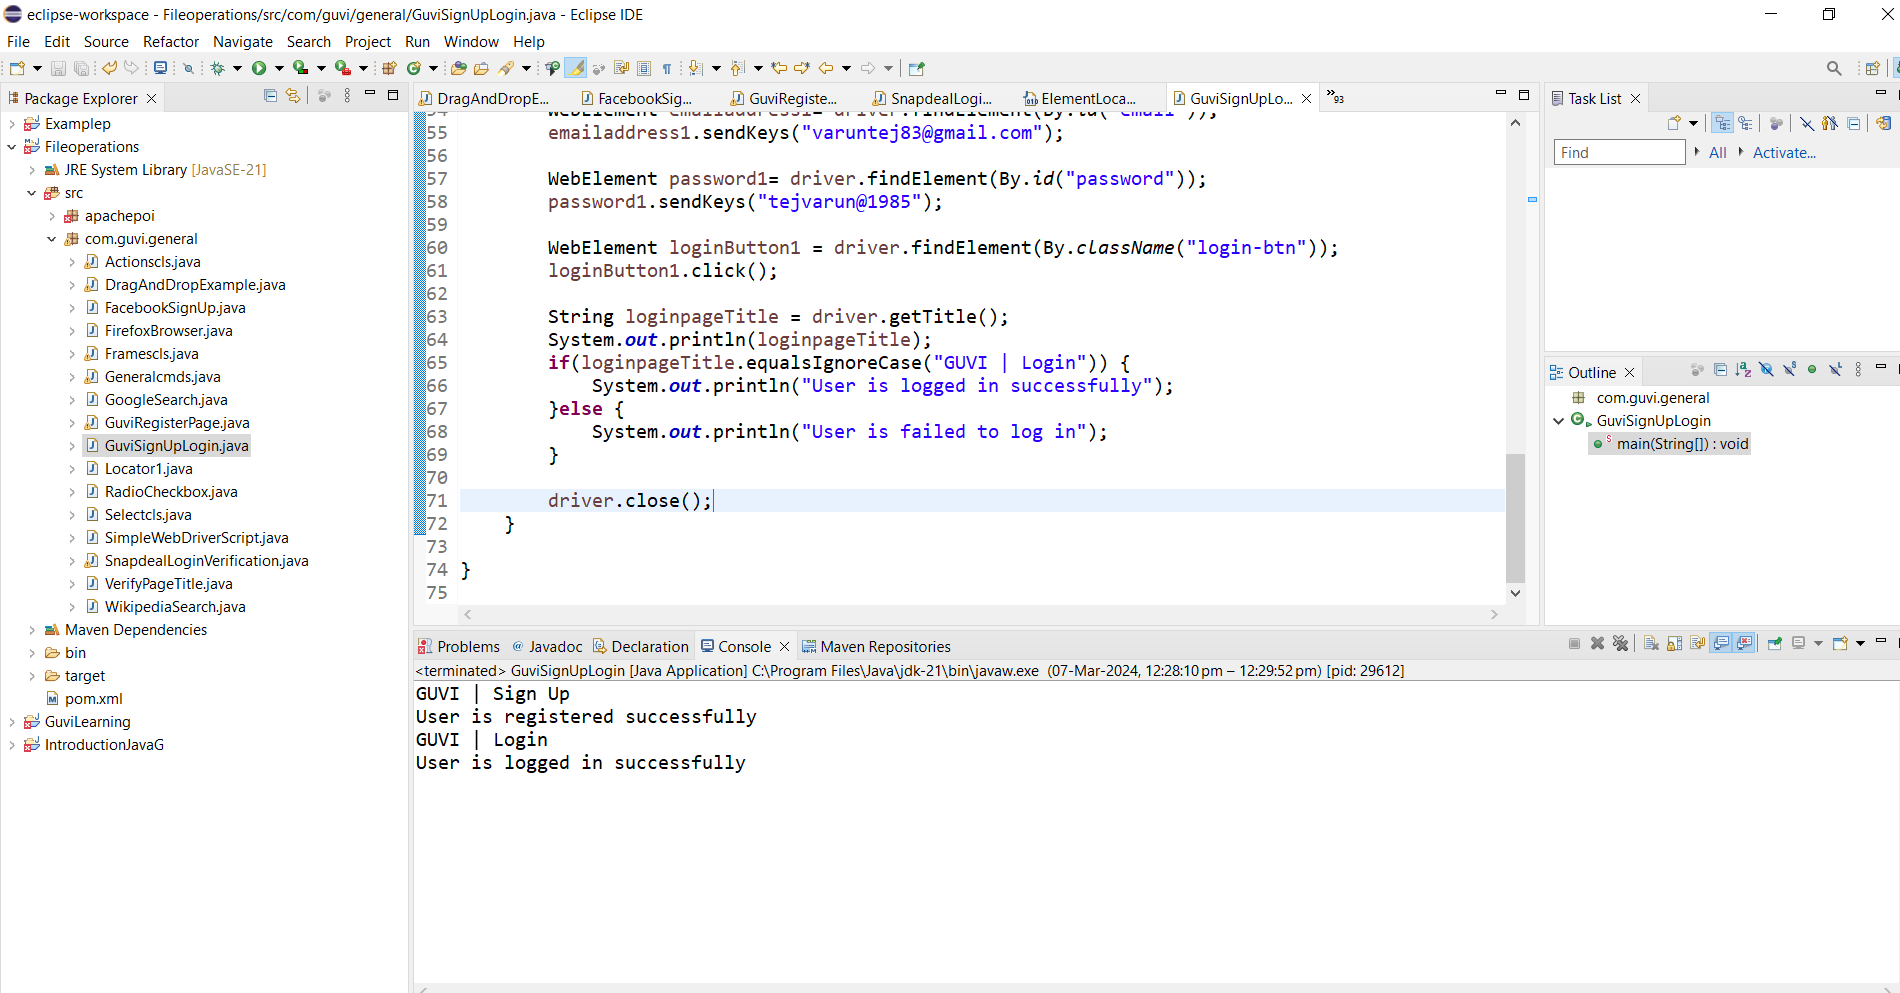 eclipse-workspace - Fileoperations/src/com/guvi/general/GuviSignUpLogin.java - Eclipse IDE
File Edit Source Refactor Navigate Search Project Run Window Help
Package Explorer
Examplep
Fileoperations
JRE System Library [JavaSE-21]
src
apachepoi
com.guvi.general
Actionscls.java
DragAndDropExample.java
FacebookSignUp.java
FirefoxBrowser.java
Framescls.java
Generalcmds.java
GoogleSearch.java
GuviRegisterPage.java
GuviSignUpLogin.java
Locator1.java
RadioCheckbox.java
Selectcls.java
SimpleWebDriverScript.java
SnapdealLoginVerification.java
VerifyPageTitle.java
WikipediaSearch.java
Maven Dependencies
bin
target
pom.xml
GuviLearning
IntroductionJavaG
DragAndDropE... FacebookSig... GuviRegiste... SnapdealLogi... ElementLoca... GuviSignUpLo... »93
54 WebElement emailaddress1= driver.findElement(By.id("email"));
55 emailaddress1.sendKeys("varuntej83@gmail.com");
56
57 WebElement password1= driver.findElement(By.id("password"));
58 password1.sendKeys("tejvarun@1985");
59
60 WebElement loginButton1 = driver.findElement(By.className("login-btn"));
61 loginButton1.click();
62
63 String loginpageTitle = driver.getTitle();
64 System.out.println(loginpageTitle);
65 if(loginpageTitle.equalsIgnoreCase("GUVI | Login")) {
66 System.out.println("User is logged in successfully");
67 }else {
68 System.out.println("User is failed to log in");
69 }
70
71 driver.close();
72 }
73
74 }
75
Task List
Find All Activate...
Outline
com.guvi.general
GuviSignUpLogin
main(String[]) : void
Problems @ Javadoc Declaration Console Maven Repositories
<terminated> GuviSignUpLogin [Java Application] C:\Program Files\Java\jdk-21\bin\javaw.exe (07-Mar-2024, 12:28:10 pm – 12:29:52 pm) [pid: 29612]
GUVI | Sign Up
User is registered successfully
GUVI | Login
User is logged in successfully